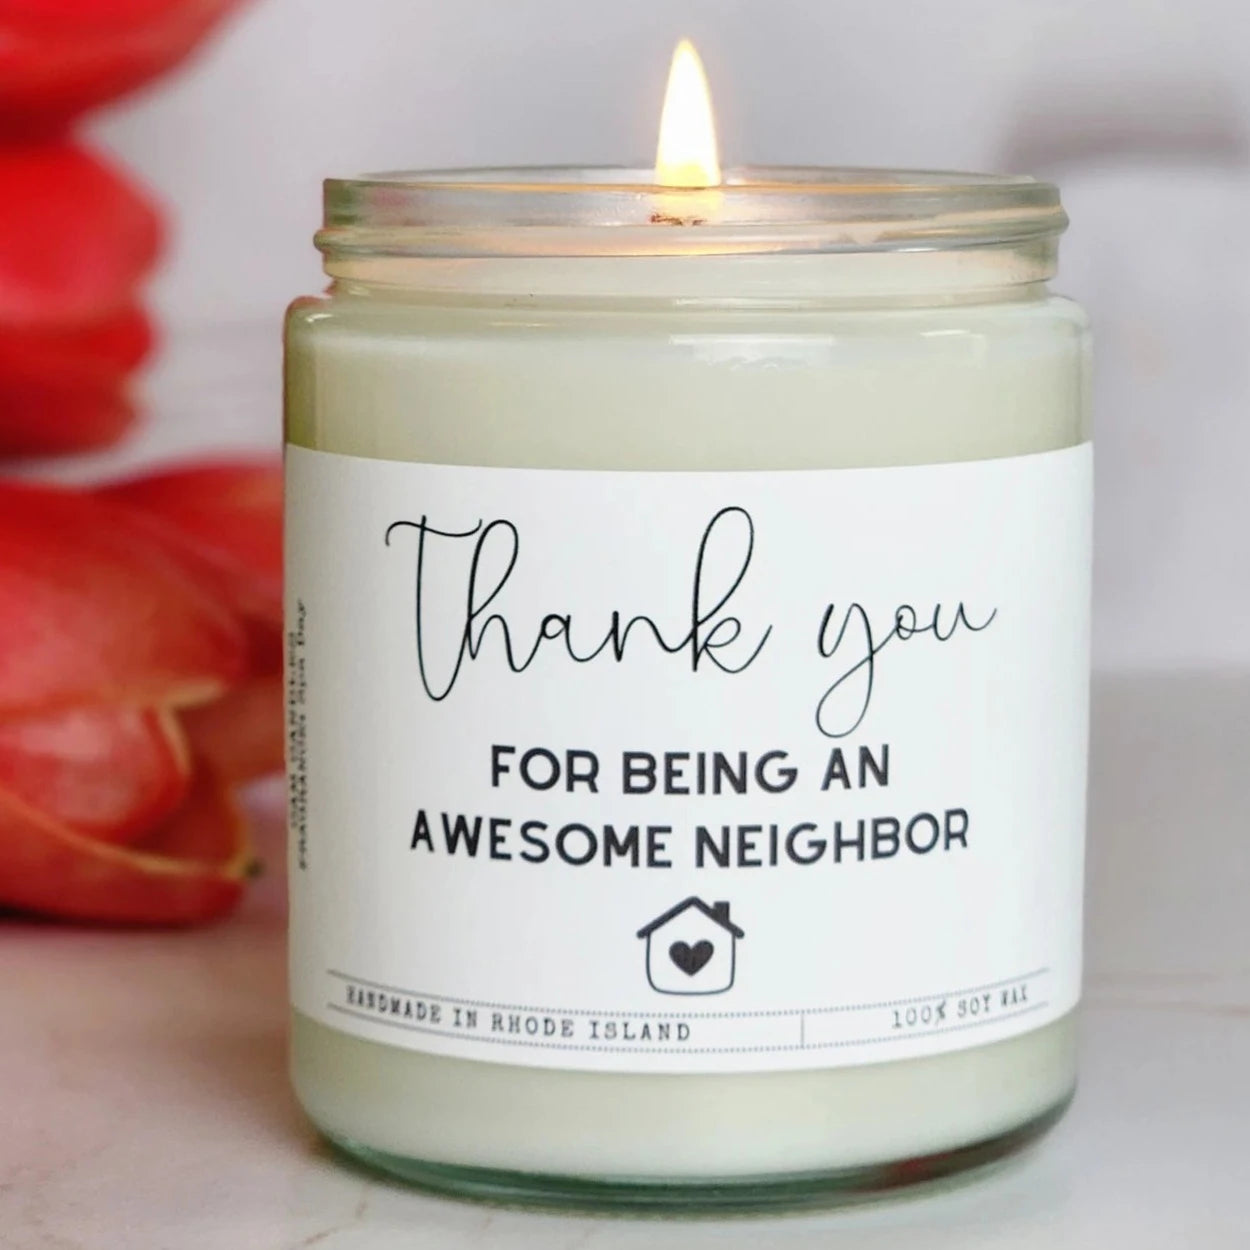 Thank you
FOR BEING AN
AWESOME NEIGHBOR
HANDMADE IN RHODE ISLAND
100% SOY WAX